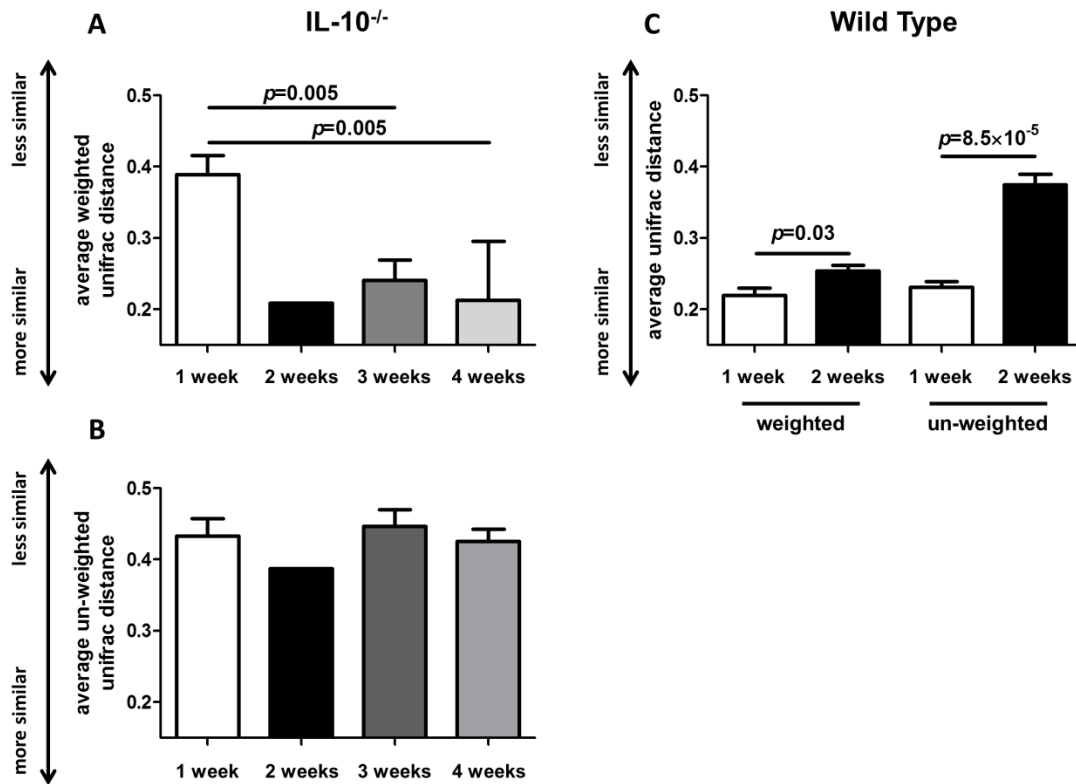 A
IL-10-/-
less similar
more similar
average weighted
unifrac distance
0.5
0.4
0.3
0.2
p=0.005
p=0.005
1 week 2 weeks 3 weeks 4 weeks
C
Wild Type
less similar
more similar
average unifrac distance
0.5
0.4
0.3
0.2
p=0.03
p=8.5×10-5
1 week 2 weeks 1 week 2 weeks
weighted un-weighted
B
less similar
more similar
average un-weighted
unifrac distance
0.5
0.4
0.3
0.2
1 week 2 weeks 3 weeks 4 weeks